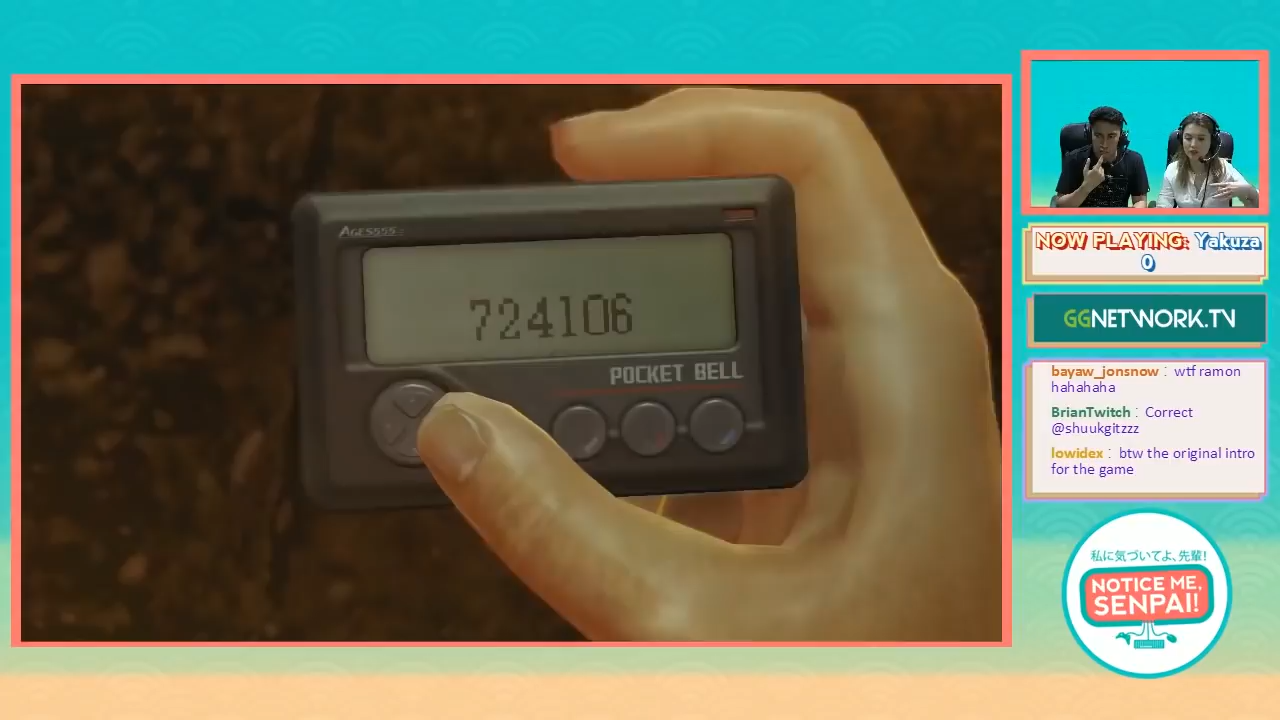 AGES555
724106
POCKET BELL
NOW PLAYING: Yakuza
0
GGNETWORK.TV
bayaw_jonsnow : wtf ramon
hahahaha
BrianTwitch : Correct
@shuukgitzzz
lowidex : btw the original intro
for the game
私に気づいてよ、先輩!
NOTICE ME,
SENPAI!